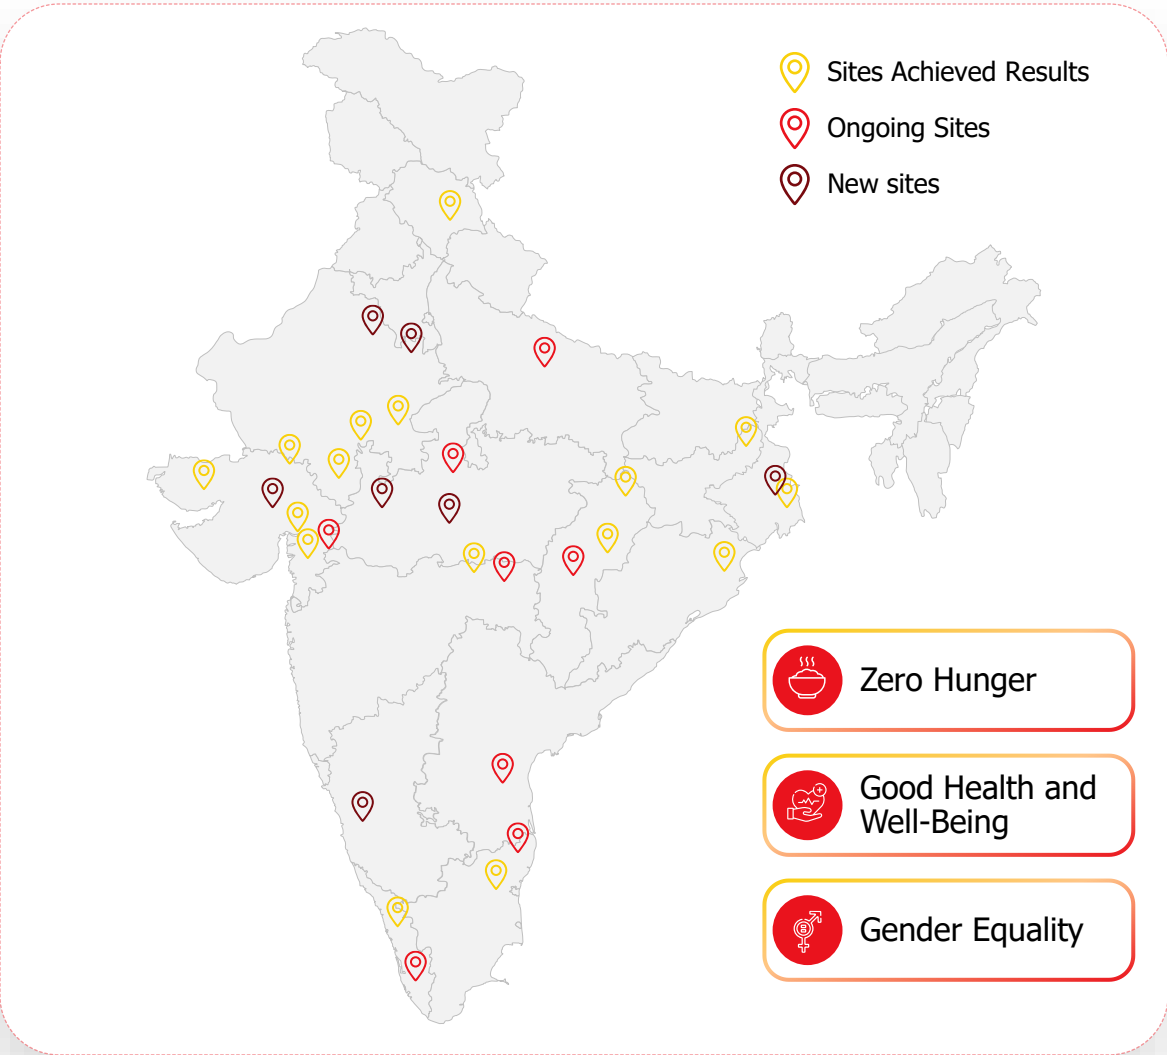 Sites Achieved Results
Ongoing Sites
New sites
Zero Hunger
Good Health and
Well-Being
Gender Equality